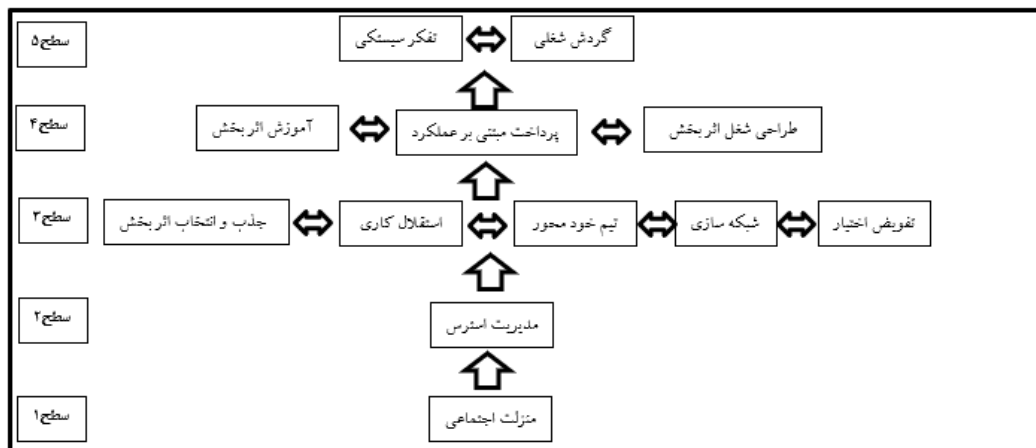 سطح۵
گردش شغلی
تفکر سیستکی
سطح۴
طراحی شغل اثربخش
پرداخت مبتنی بر عملکرد
آموزش اثربخش
سطح۳
تفویض اختیار
شبکه سازی
تیم خود محور
استقلال کاری
جذب و انتخاب اثربخش
سطح۲
مدیریت استرس
سطح۱
منزلت اجتماعی